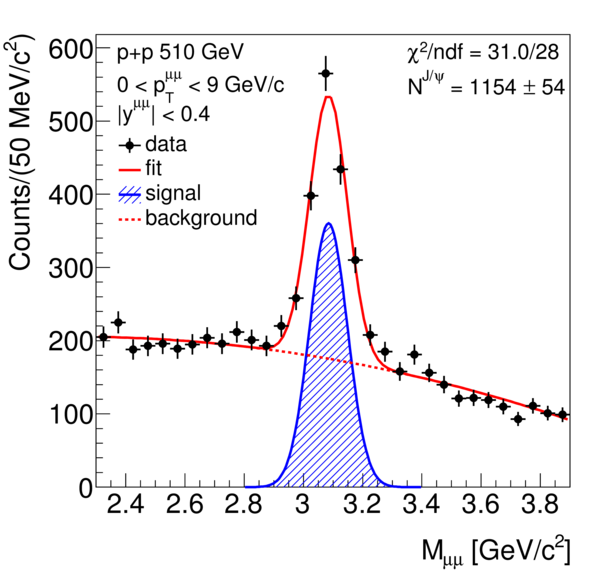 p+p 510 GeV
0 < p_T^μμ < 9 GeV/c
|y^μμ| < 0.4
data
fit
signal
background
χ²/ndf = 31.0/28
N^J/ψ = 1154 ± 54
Counts/(50 MeV/c²)
600
500
400
300
200
100
0
2.4 2.6 2.8 3 3.2 3.4 3.6 3.8
M_μμ [GeV/c²]